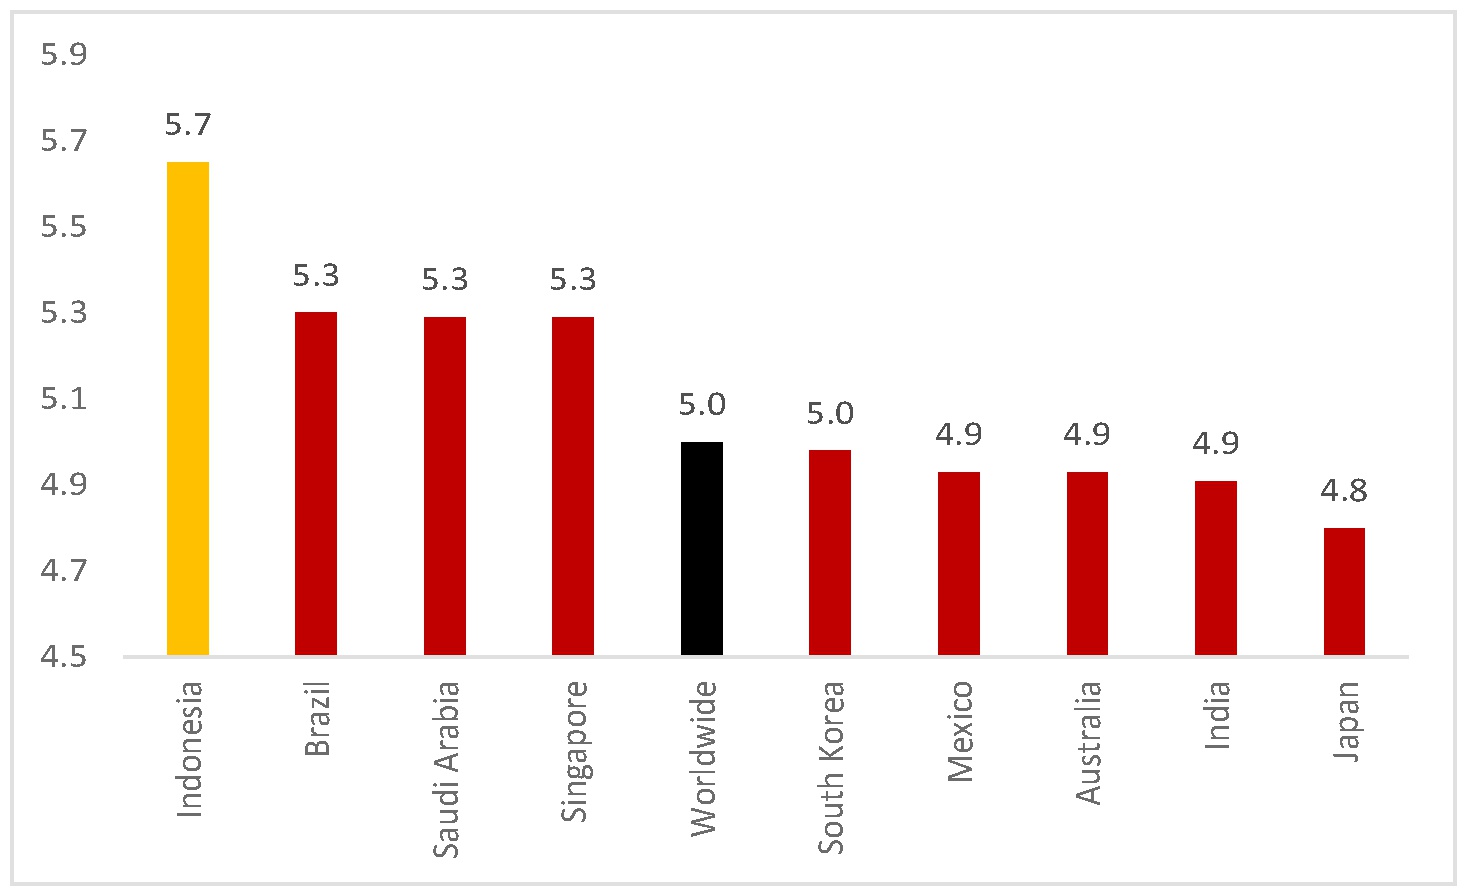 5.9
5.7
5.5
5.3
5.1
4.9
4.7
4.5
5.7
5.3
5.3
5.3
5.0
5.0
4.9
4.9
4.9
4.8
Indonesia
Brazil
Saudi Arabia
Singapore
Worldwide
South Korea
Mexico
Australia
India
Japan